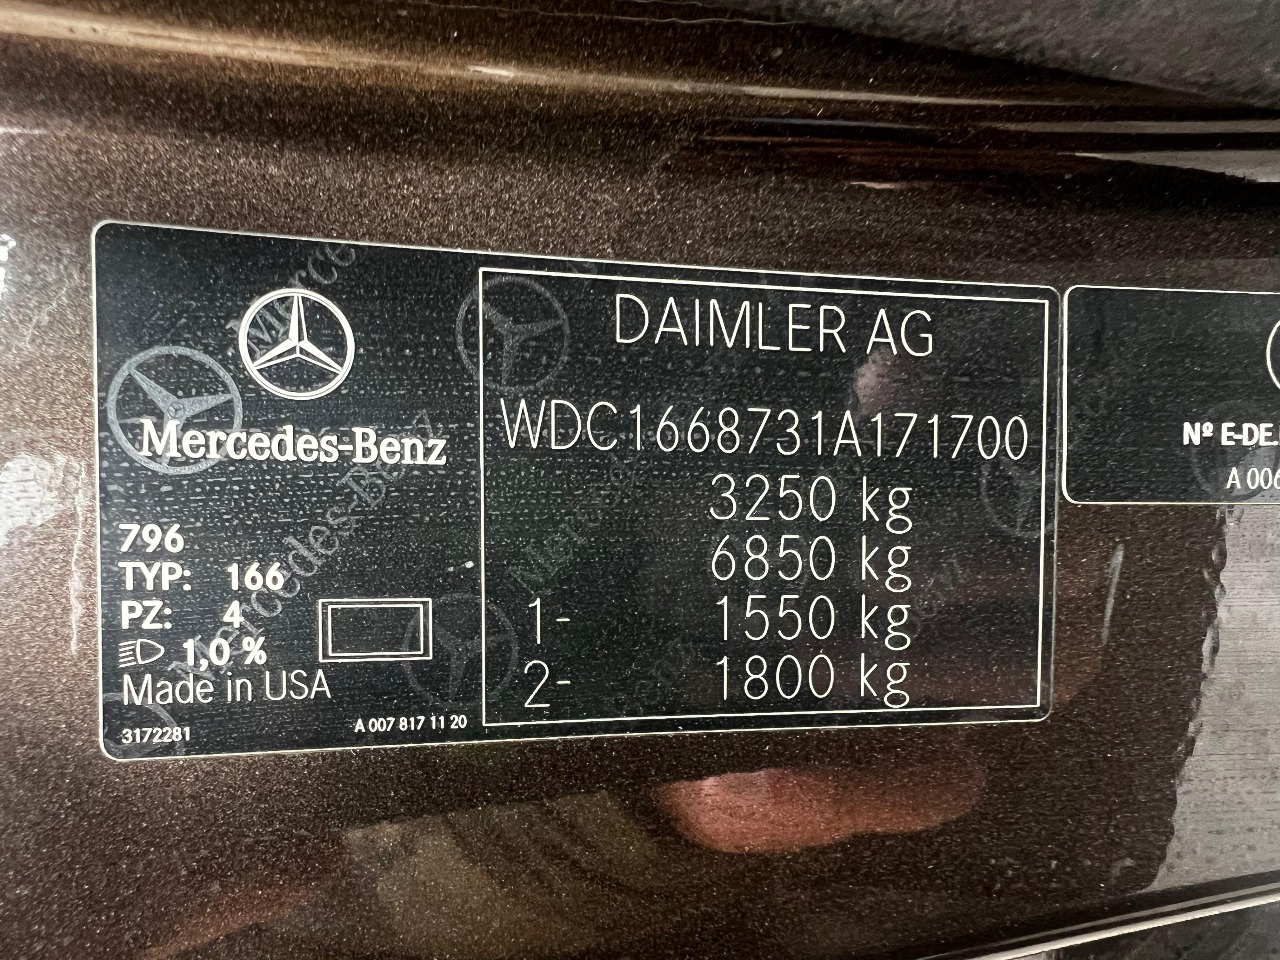 Mercedes-Benz
796
TYP: 166
PZ: 4
1,0 %
Made in USA
3172281
A 007 817 11 20
DAIMLER AG
WDC1668731A171700
3250 kg
6850 kg
1- 1550 kg
2- 1800 kg
Nº E-DE.
A 006